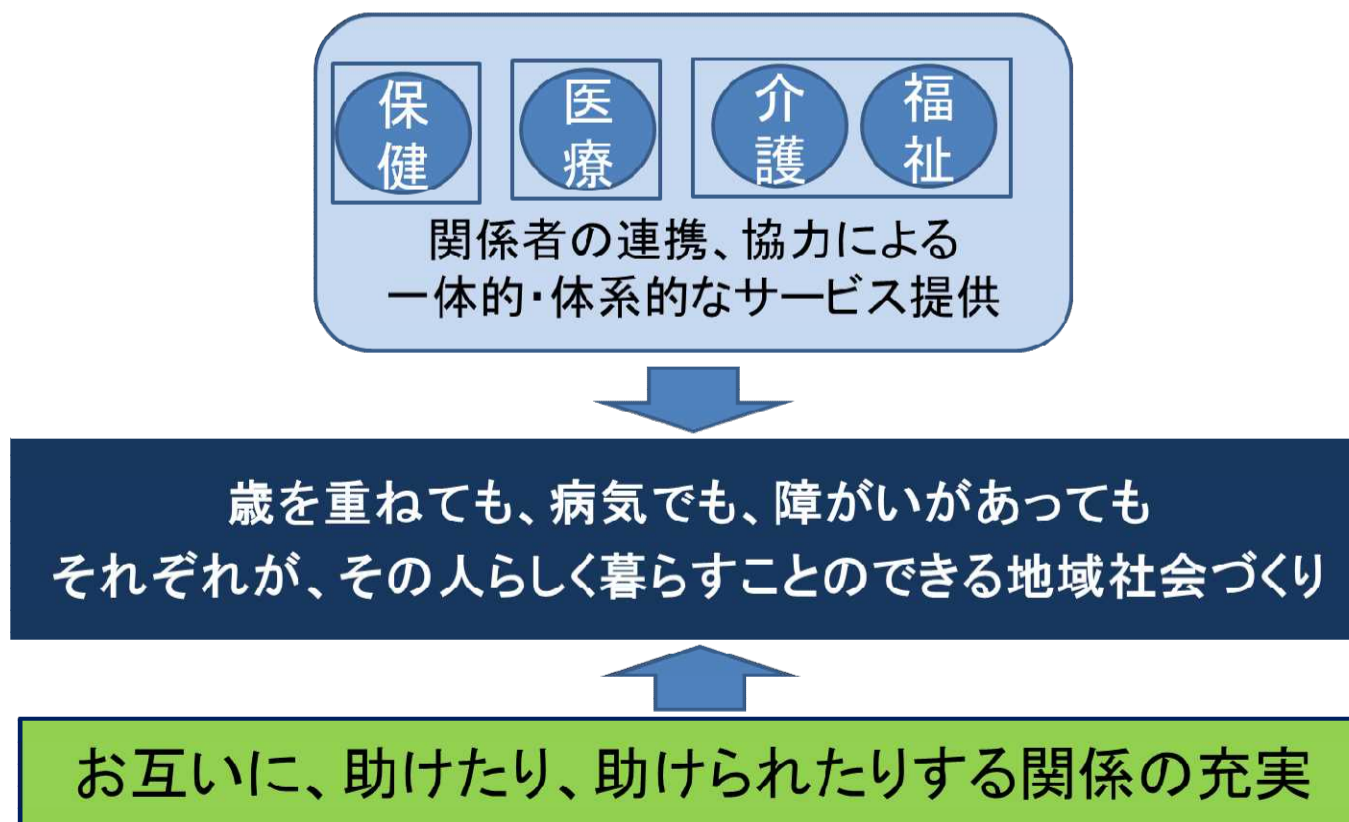 保健
医療
介護
福祉
関係者の連携、協力による
一体的・体系的なサービス提供
歳を重ねても、病気でも、障がいがあっても
それぞれが、その人らしく暮らすことのできる地域社会づくり
お互いに、助けたり、助けられたりする関係の充実